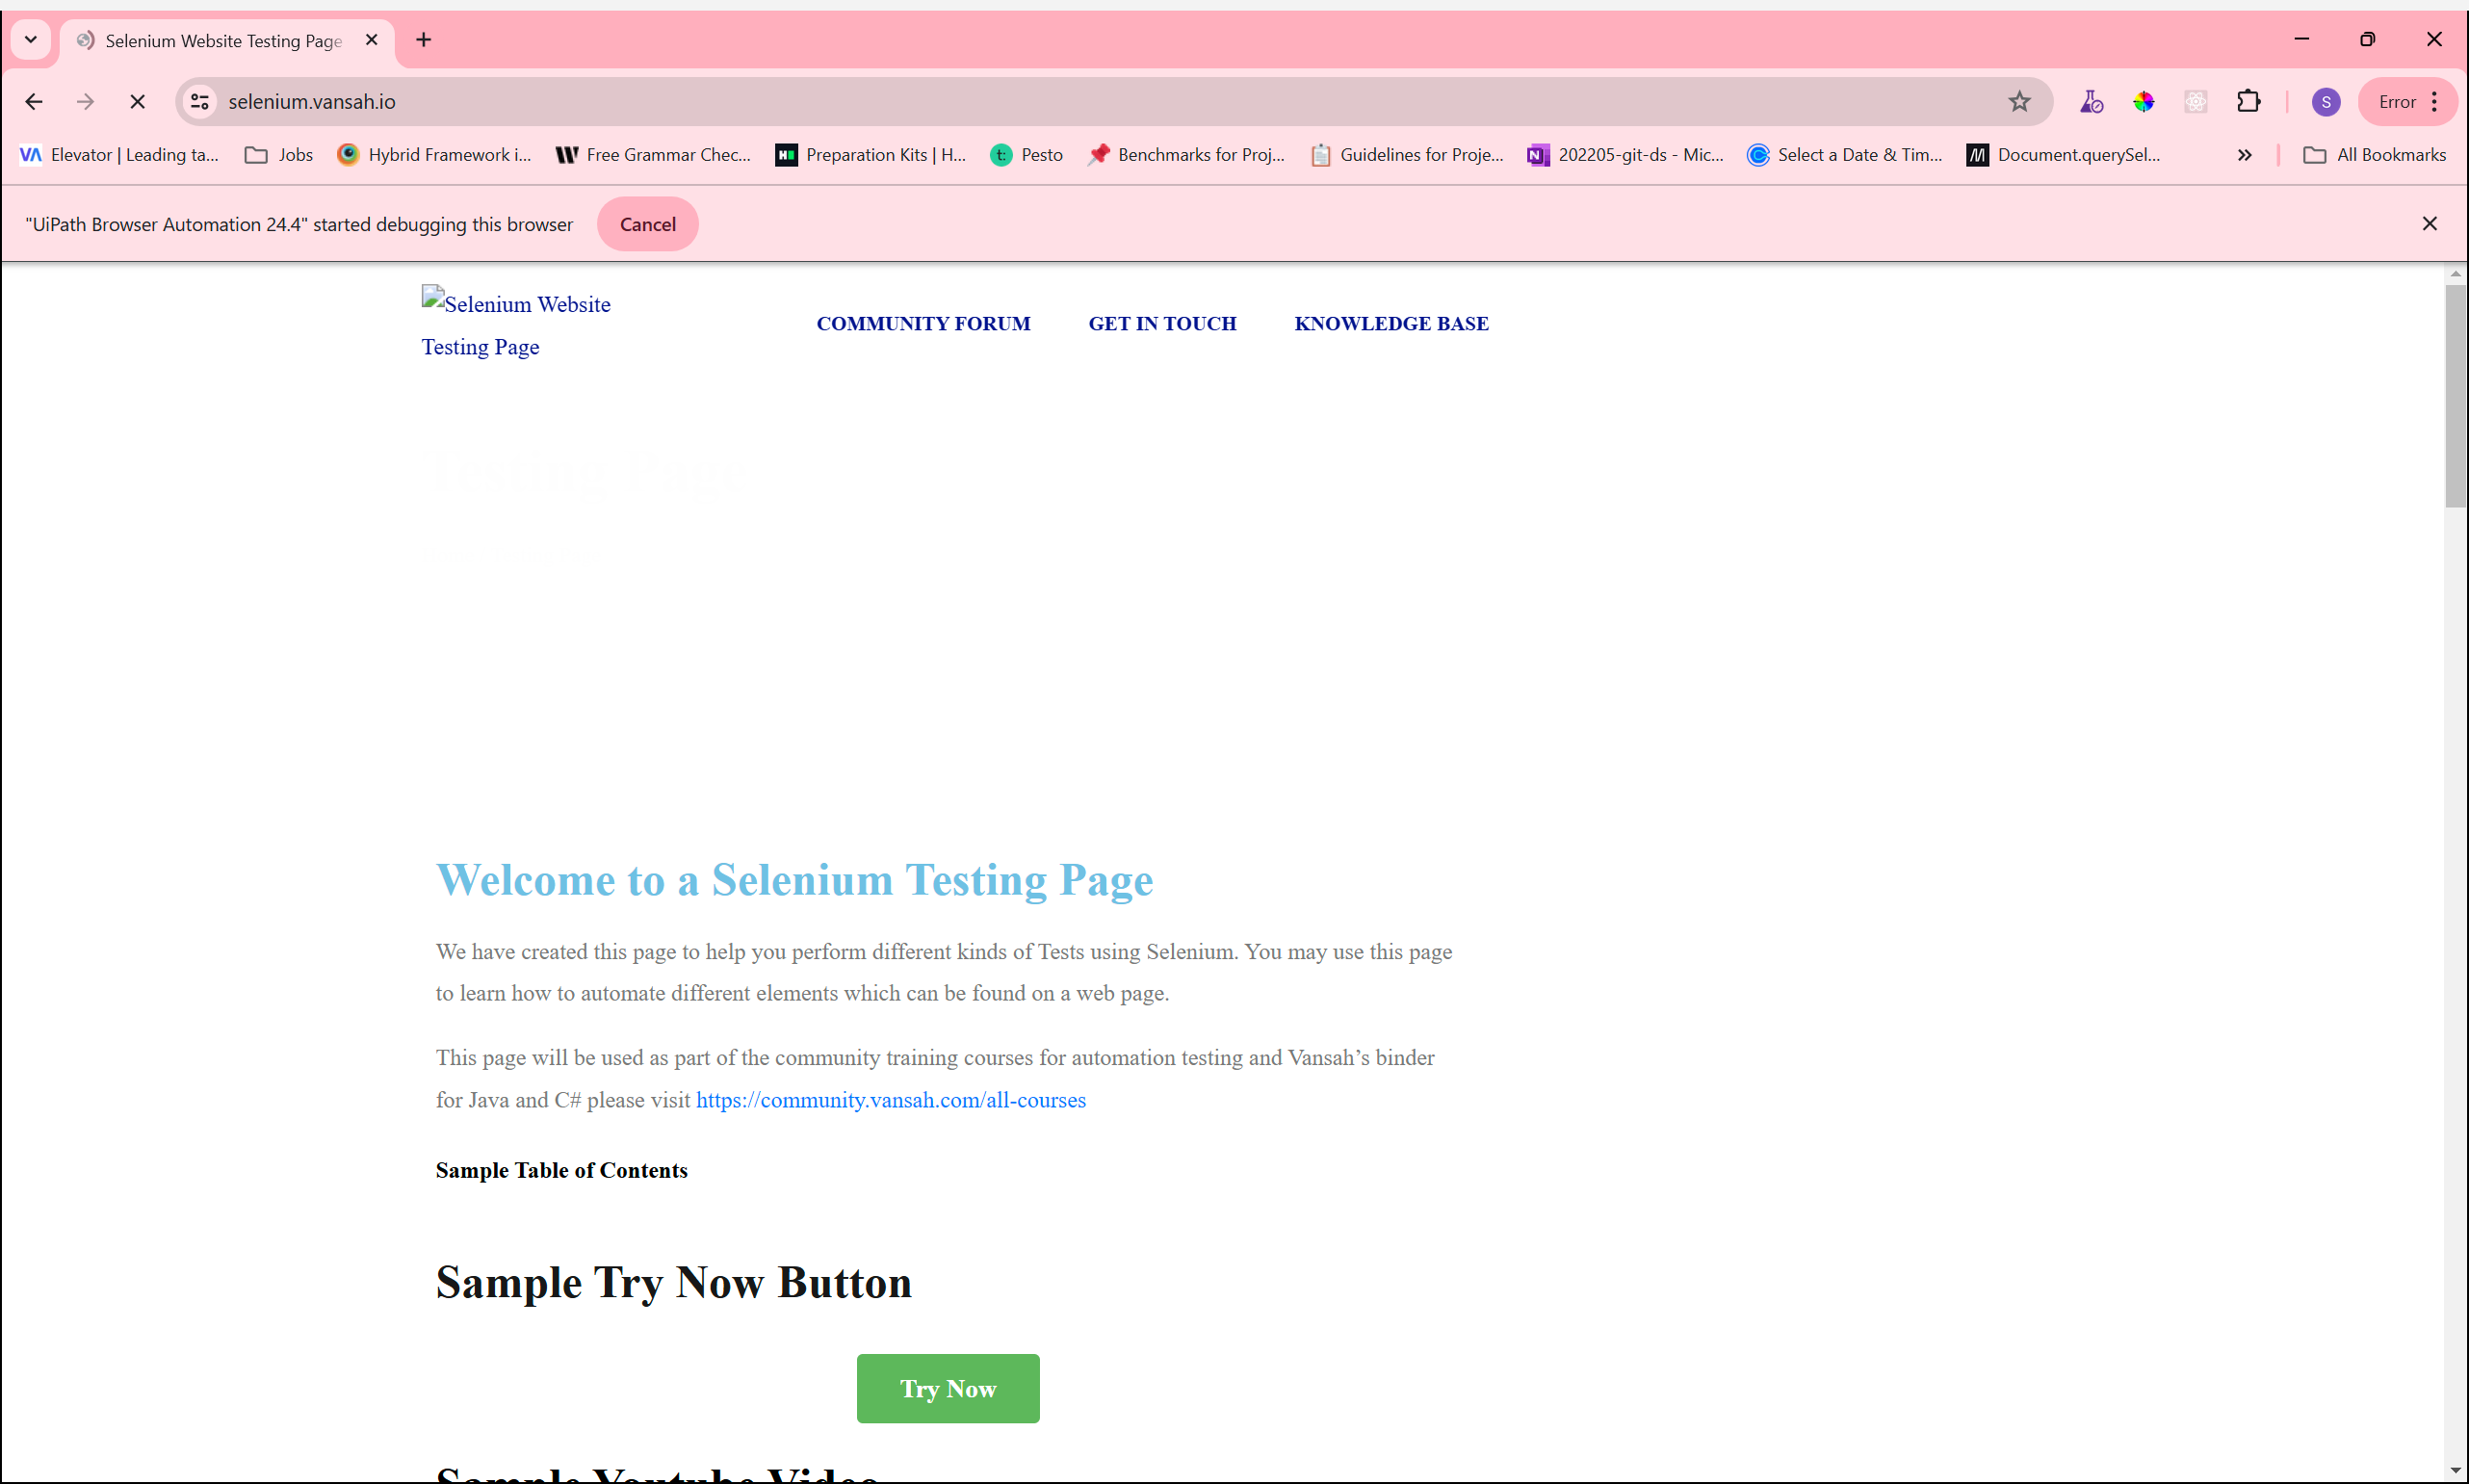 Selenium Website Testing Page
selenium.vansah.io
S
Error
VA Elevator | Leading ta...
Jobs
Hybrid Framework i...
W Free Grammar Chec...
H Preparation Kits | H...
t: Pesto
Benchmarks for Proj...
Guidelines for Proje...
N 202205-git-ds - Mic...
Select a Date & Tim...
M Document.querySel...
»
All Bookmarks
"UiPath Browser Automation 24.4" started debugging this browser
Cancel
Selenium Website
Testing Page
COMMUNITY FORUM
GET IN TOUCH
KNOWLEDGE BASE
Welcome to a Selenium Testing Page
We have created this page to help you perform different kinds of Tests using Selenium. You may use this page
to learn how to automate different elements which can be found on a web page.
This page will be used as part of the community training courses for automation testing and Vansah’s binder
for Java and C# please visit https://community.vansah.com/all-courses
Sample Table of Contents
Sample Try Now Button
Try Now
Sample Youtube Video